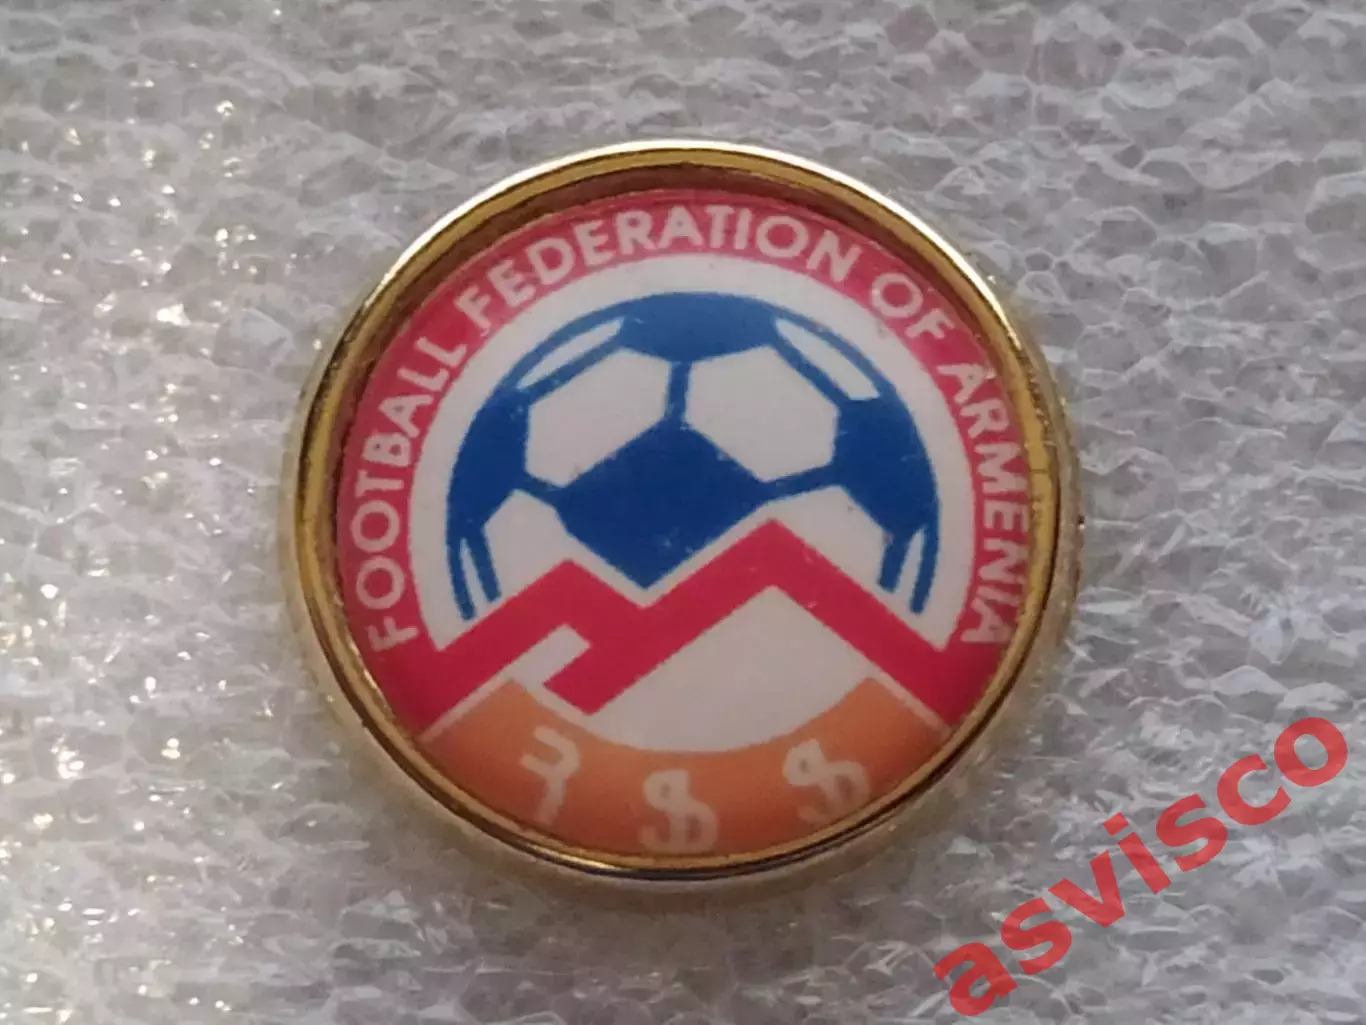 FOOTBALL FEDERATION OF ARMENIA
ՀՖՖ
asvisco